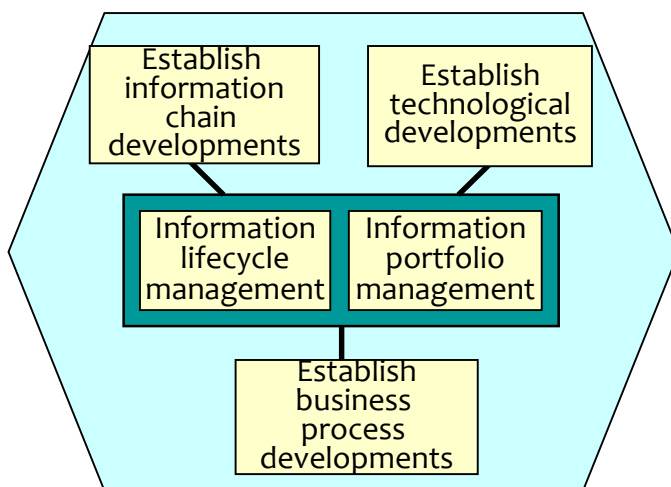 Establish
information
chain
developments
Establish
technological
developments
Information
lifecycle
management
Information
portfolio
management
Establish
business
process
developments